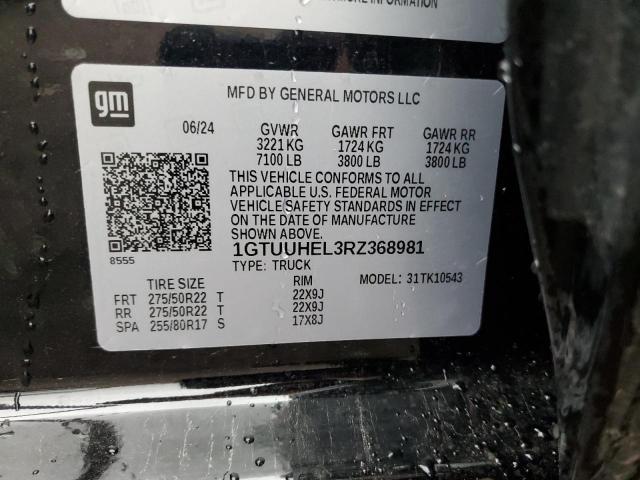 INFORMATION
gm
MFD BY GENERAL MOTORS LLC
06/24 GVWR GAWR FRT GAWR RR
3221 KG 1724 KG 1724 KG
7100 LB 3800 LB 3800 LB
THIS VEHICLE CONFORMS TO ALL
APPLICABLE U.S. FEDERAL MOTOR
VEHICLE SAFETY STANDARDS IN EFFECT
ON THE DATE OF MANUFACTURE
SHOWN ABOVE.
8555
1GTUUHEL3RZ368981
TYPE: TRUCK
TIRE SIZE RIM MODEL: 31TK10543
FRT 275/50R22 T 22X9J
RR 275/50R22 T 22X9J
SPA 255/80R17 S 17X8J